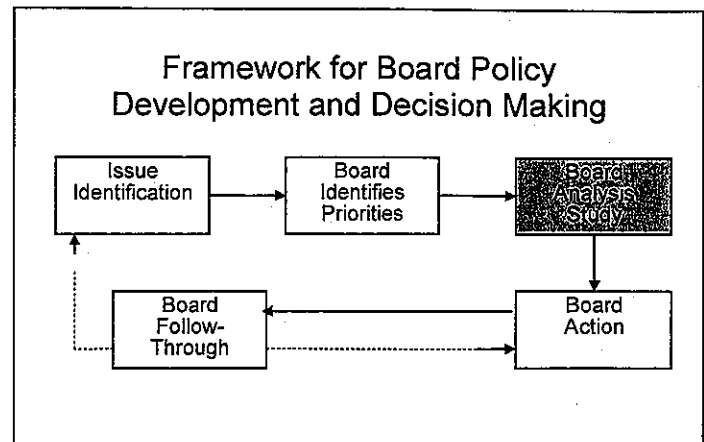 Framework for Board Policy
Development and Decision Making
Issue
Identification
Board
Identifies
Priorities
Board
Analysis
Study
Board
Follow-
Through
Board
Action